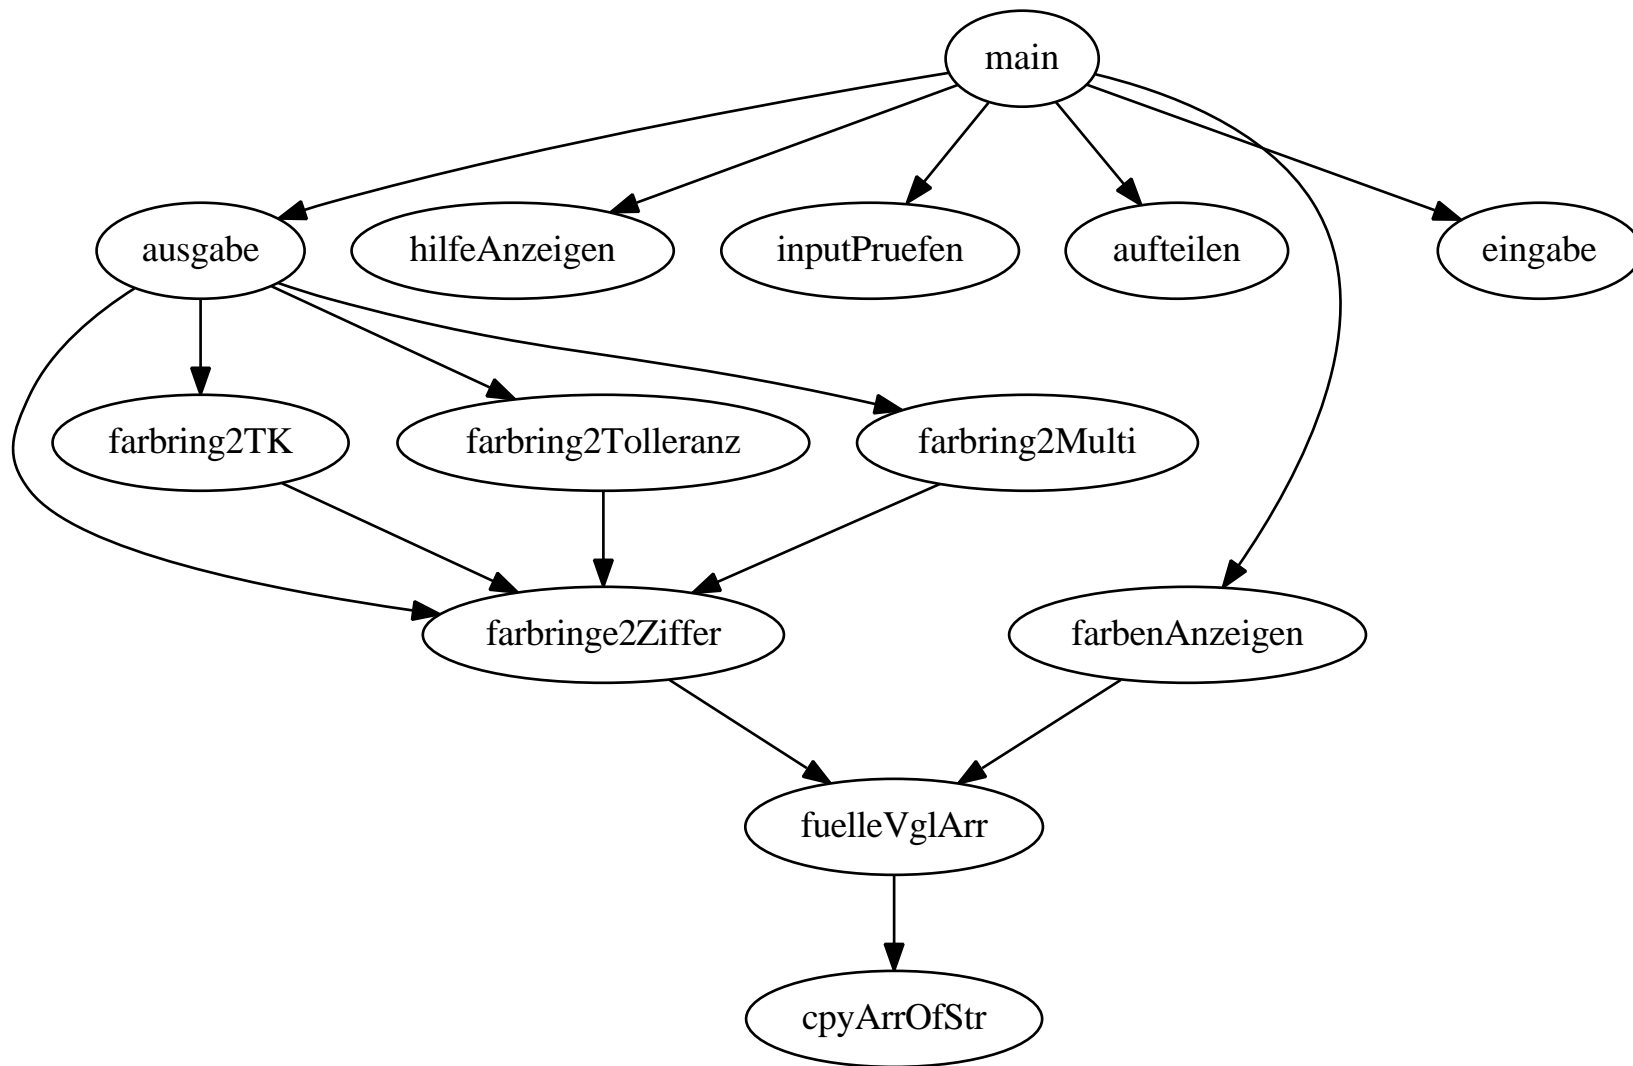 main
ausgabe
hilfeAnzeigen
inputPruefen
aufteilen
eingabe
farbring2TK
farbring2Tolleranz
farbring2Multi
farbringe2Ziffer
farbenAnzeigen
fuelleVglArr
cpyArrOfStr